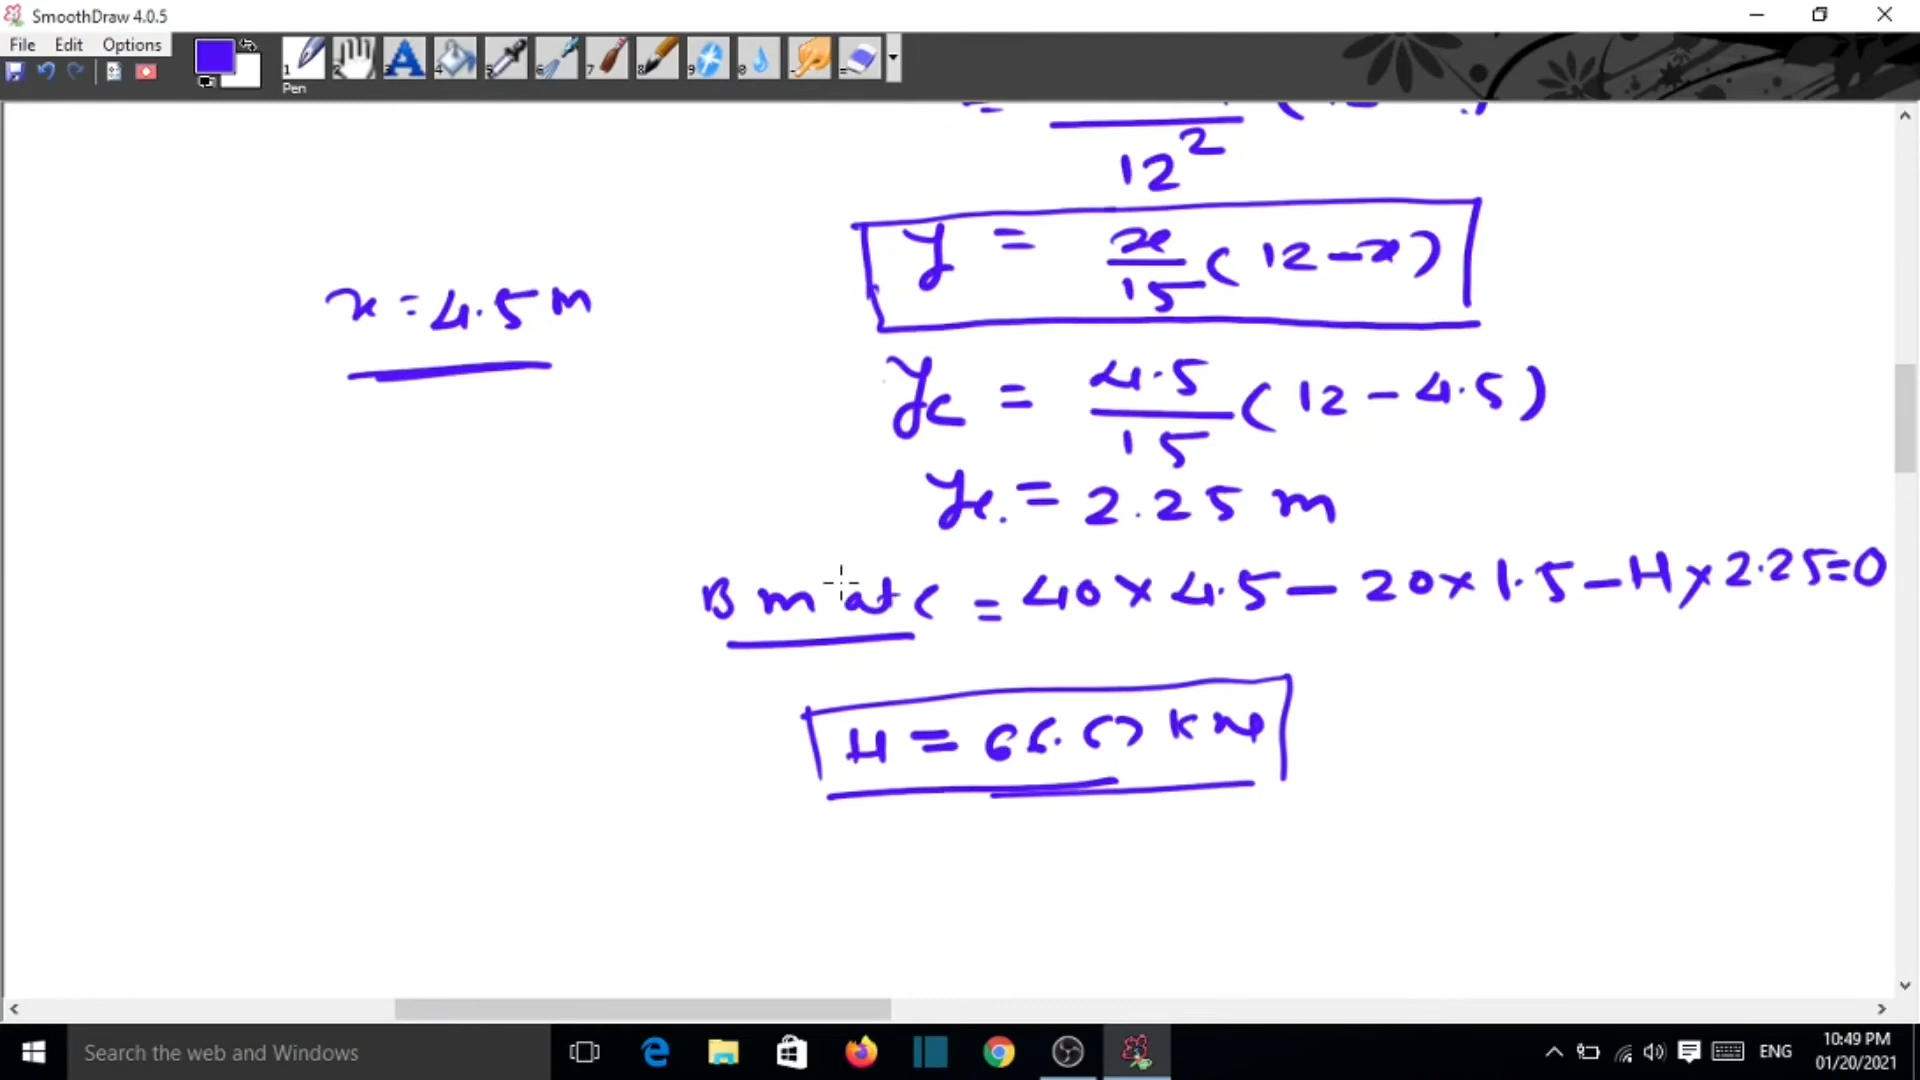 SmoothDraw 4.0.5
File Edit Options
Pen
12²
y = x/15 (12 - x)
x = 4.5 m
yc = 4.5/15 (12 - 4.5)
yc. = 2.25 m
B m at C = 40 x 4.5 - 20 x 1.5 - H x 2.25 = 0
H = 66.67 kN
Search the web and Windows
ENG
10:49 PM
01/20/2021